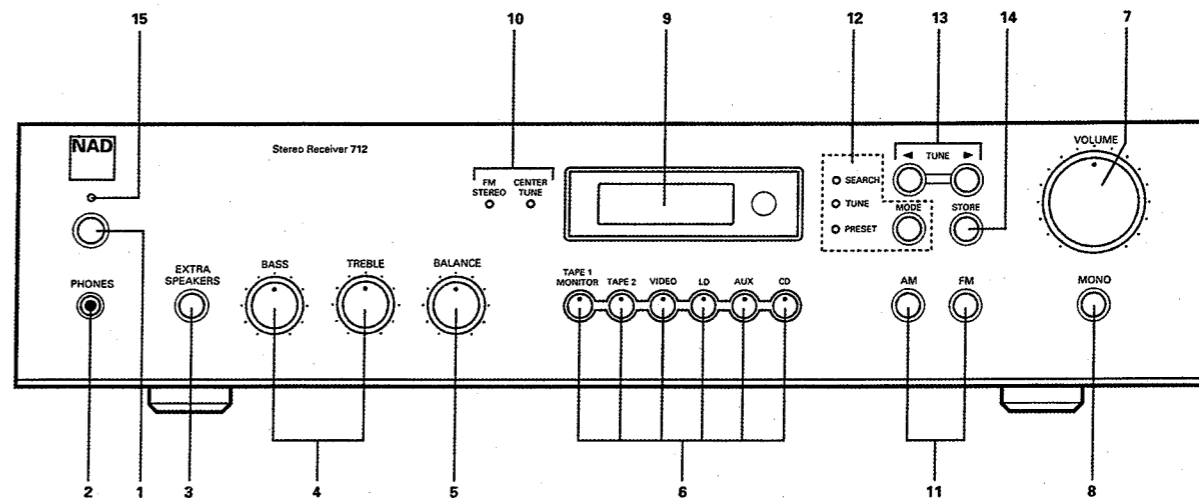 15 10 9 12 13 14 7
NAD
Stereo Receiver 712
FM STEREO
CENTER TUNE
SEARCH
TUNE
PRESET
◄ TUNE ►
MODE
STORE
VOLUME
PHONES
EXTRA SPEAKERS
BASS
TREBLE
BALANCE
TAPE 1 MONITOR
TAPE 2
VIDEO
LD
AUX
CD
AM
FM
MONO
2 1 3 4 5 6 11 8